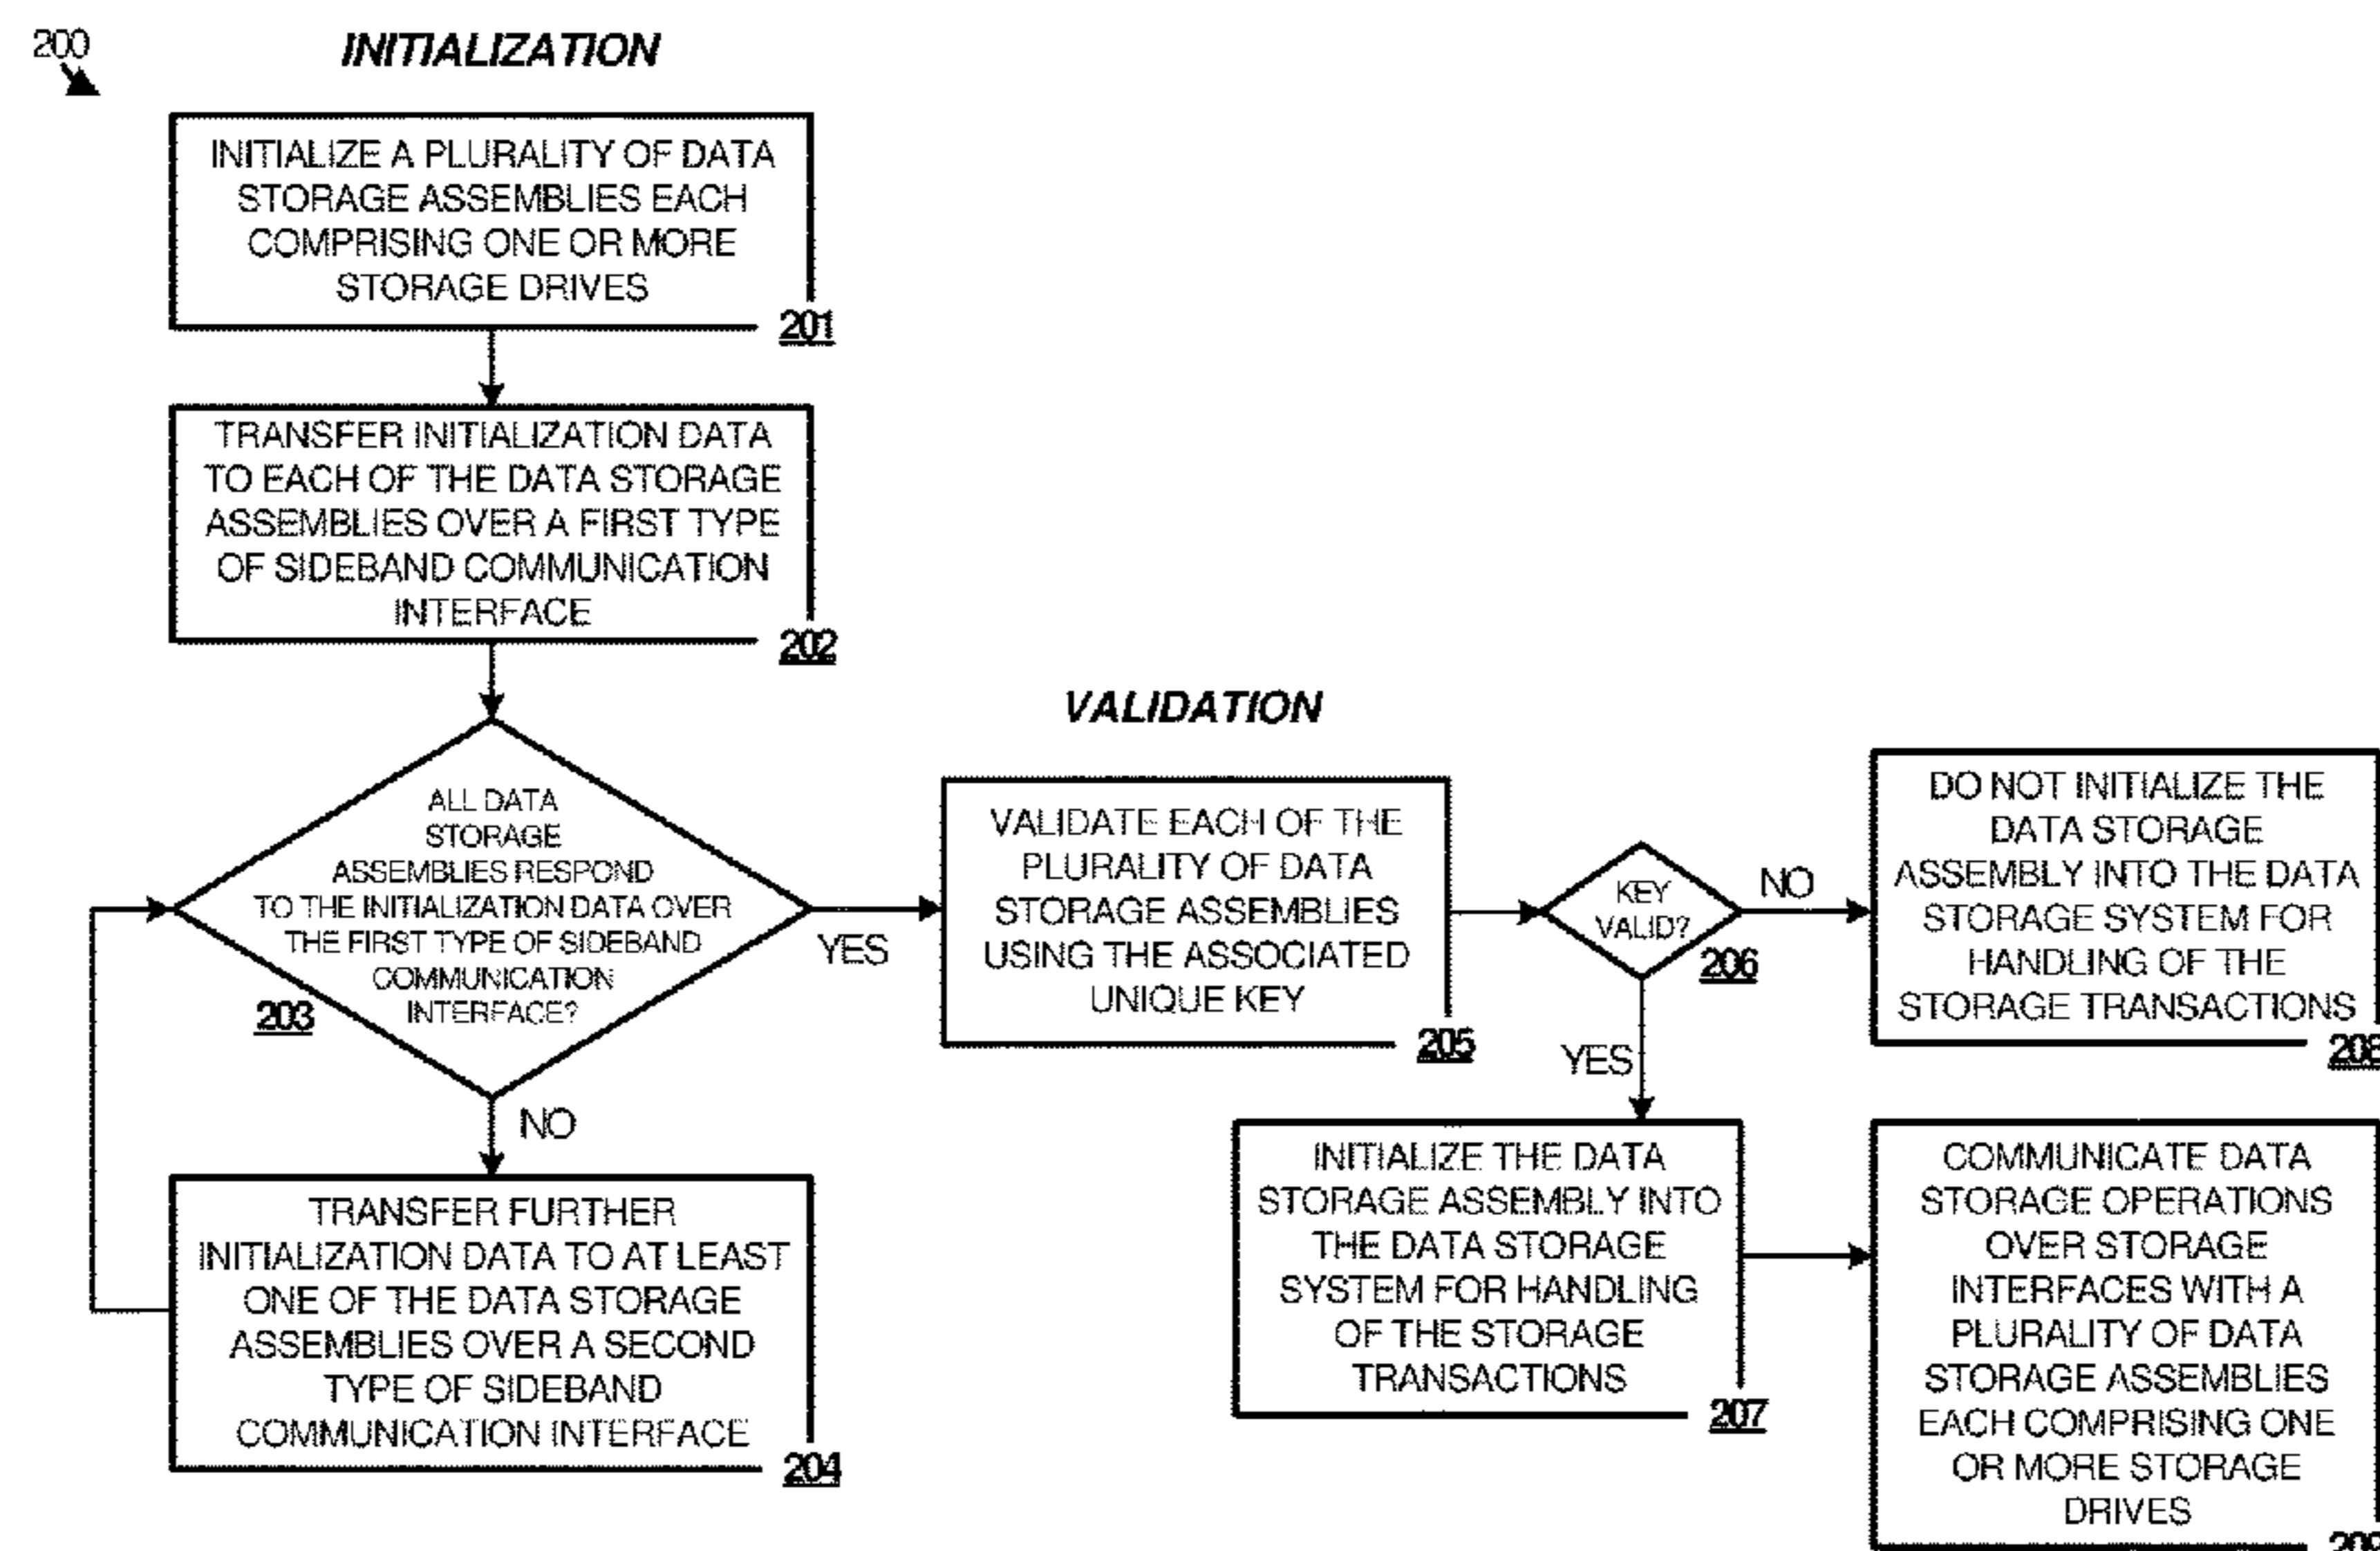 200
INITIALIZATION
INITIALIZE A PLURALITY OF DATA
STORAGE ASSEMBLIES EACH
COMPRISING ONE OR MORE
STORAGE DRIVES
201
TRANSFER INITIALIZATION DATA
TO EACH OF THE DATA STORAGE
ASSEMBLIES OVER A FIRST TYPE
OF SIDEBAND COMMUNICATION
INTERFACE
202
ALL DATA
STORAGE
ASSEMBLIES RESPOND
TO THE INITIALIZATION DATA OVER
THE FIRST TYPE OF SIDEBAND
COMMUNICATION
INTERFACE?
203
YES
NO
TRANSFER FURTHER
INITIALIZATION DATA TO AT LEAST
ONE OF THE DATA STORAGE
ASSEMBLIES OVER A SECOND
TYPE OF SIDEBAND
COMMUNICATION INTERFACE
204
VALIDATION
VALIDATE EACH OF THE
PLURALITY OF DATA
STORAGE ASSEMBLIES
USING THE ASSOCIATED
UNIQUE KEY
205
KEY
VALID?
206
NO
YES
DO NOT INITIALIZE THE
DATA STORAGE
ASSEMBLY INTO THE DATA
STORAGE SYSTEM FOR
HANDLING OF THE
STORAGE TRANSACTIONS
208
INITIALIZE THE DATA
STORAGE ASSEMBLY INTO
THE DATA STORAGE
SYSTEM FOR HANDLING
OF THE STORAGE
TRANSACTIONS
207
COMMUNICATE DATA
STORAGE OPERATIONS
OVER STORAGE
INTERFACES WITH A
PLURALITY OF DATA
STORAGE ASSEMBLIES
EACH COMPRISING ONE
OR MORE STORAGE
DRIVES